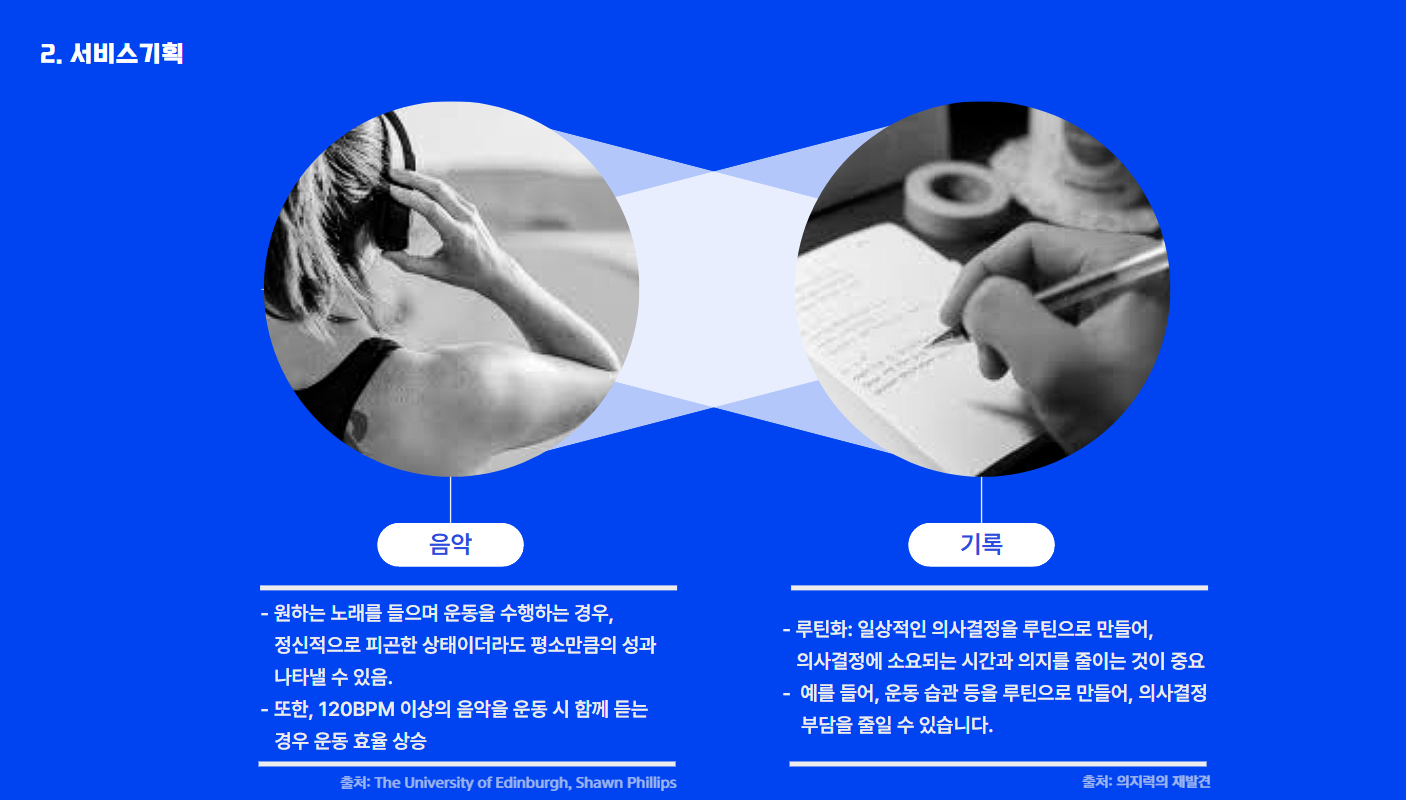 2. 서비스기획
음악
- 원하는 노래를 들으며 운동을 수행하는 경우,
정신적으로 피곤한 상태이더라도 평소만큼의 성과
나타낼 수 있음.
- 또한, 120BPM 이상의 음악을 운동 시 함께 듣는
경우 운동 효율 상승
출처: The University of Edinburgh, Shawn Phillips
기록
- 루틴화: 일상적인 의사결정을 루틴으로 만들어,
의사결정에 소요되는 시간과 의지를 줄이는 것이 중요
- 예를 들어, 운동 습관 등을 루틴으로 만들어, 의사결정
부담을 줄일 수 있습니다.
출처: 의지력의 재발견